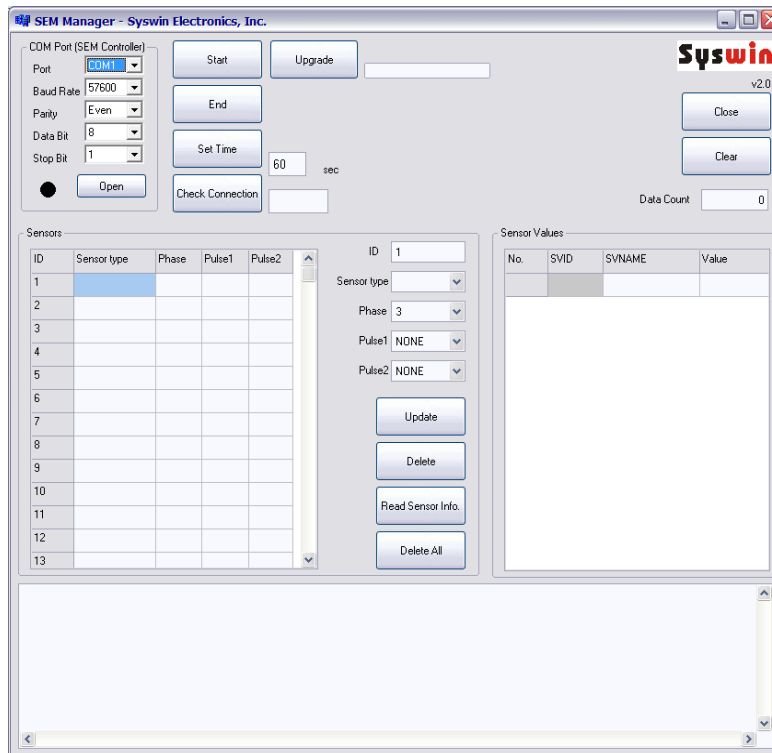 SEM Manager - Syswin Electronics, Inc.
COM Port (SEM Controller)
Port COM1
Baud Rate 57600
Parity Even
Data Bit 8
Stop Bit 1
Open
Start
Upgrade
End
Set Time
60 sec
Check Connection
Syswin
v2.0
Close
Clear
Data Count 0
Sensors
ID Sensor type Phase Pulse1 Pulse2
1
2
3
4
5
6
7
8
9
10
11
12
13
ID 1
Sensor type
Phase 3
Pulse1 NONE
Pulse2 NONE
Update
Delete
Read Sensor Info.
Delete All
Sensor Values
No. SVID SVNAME Value